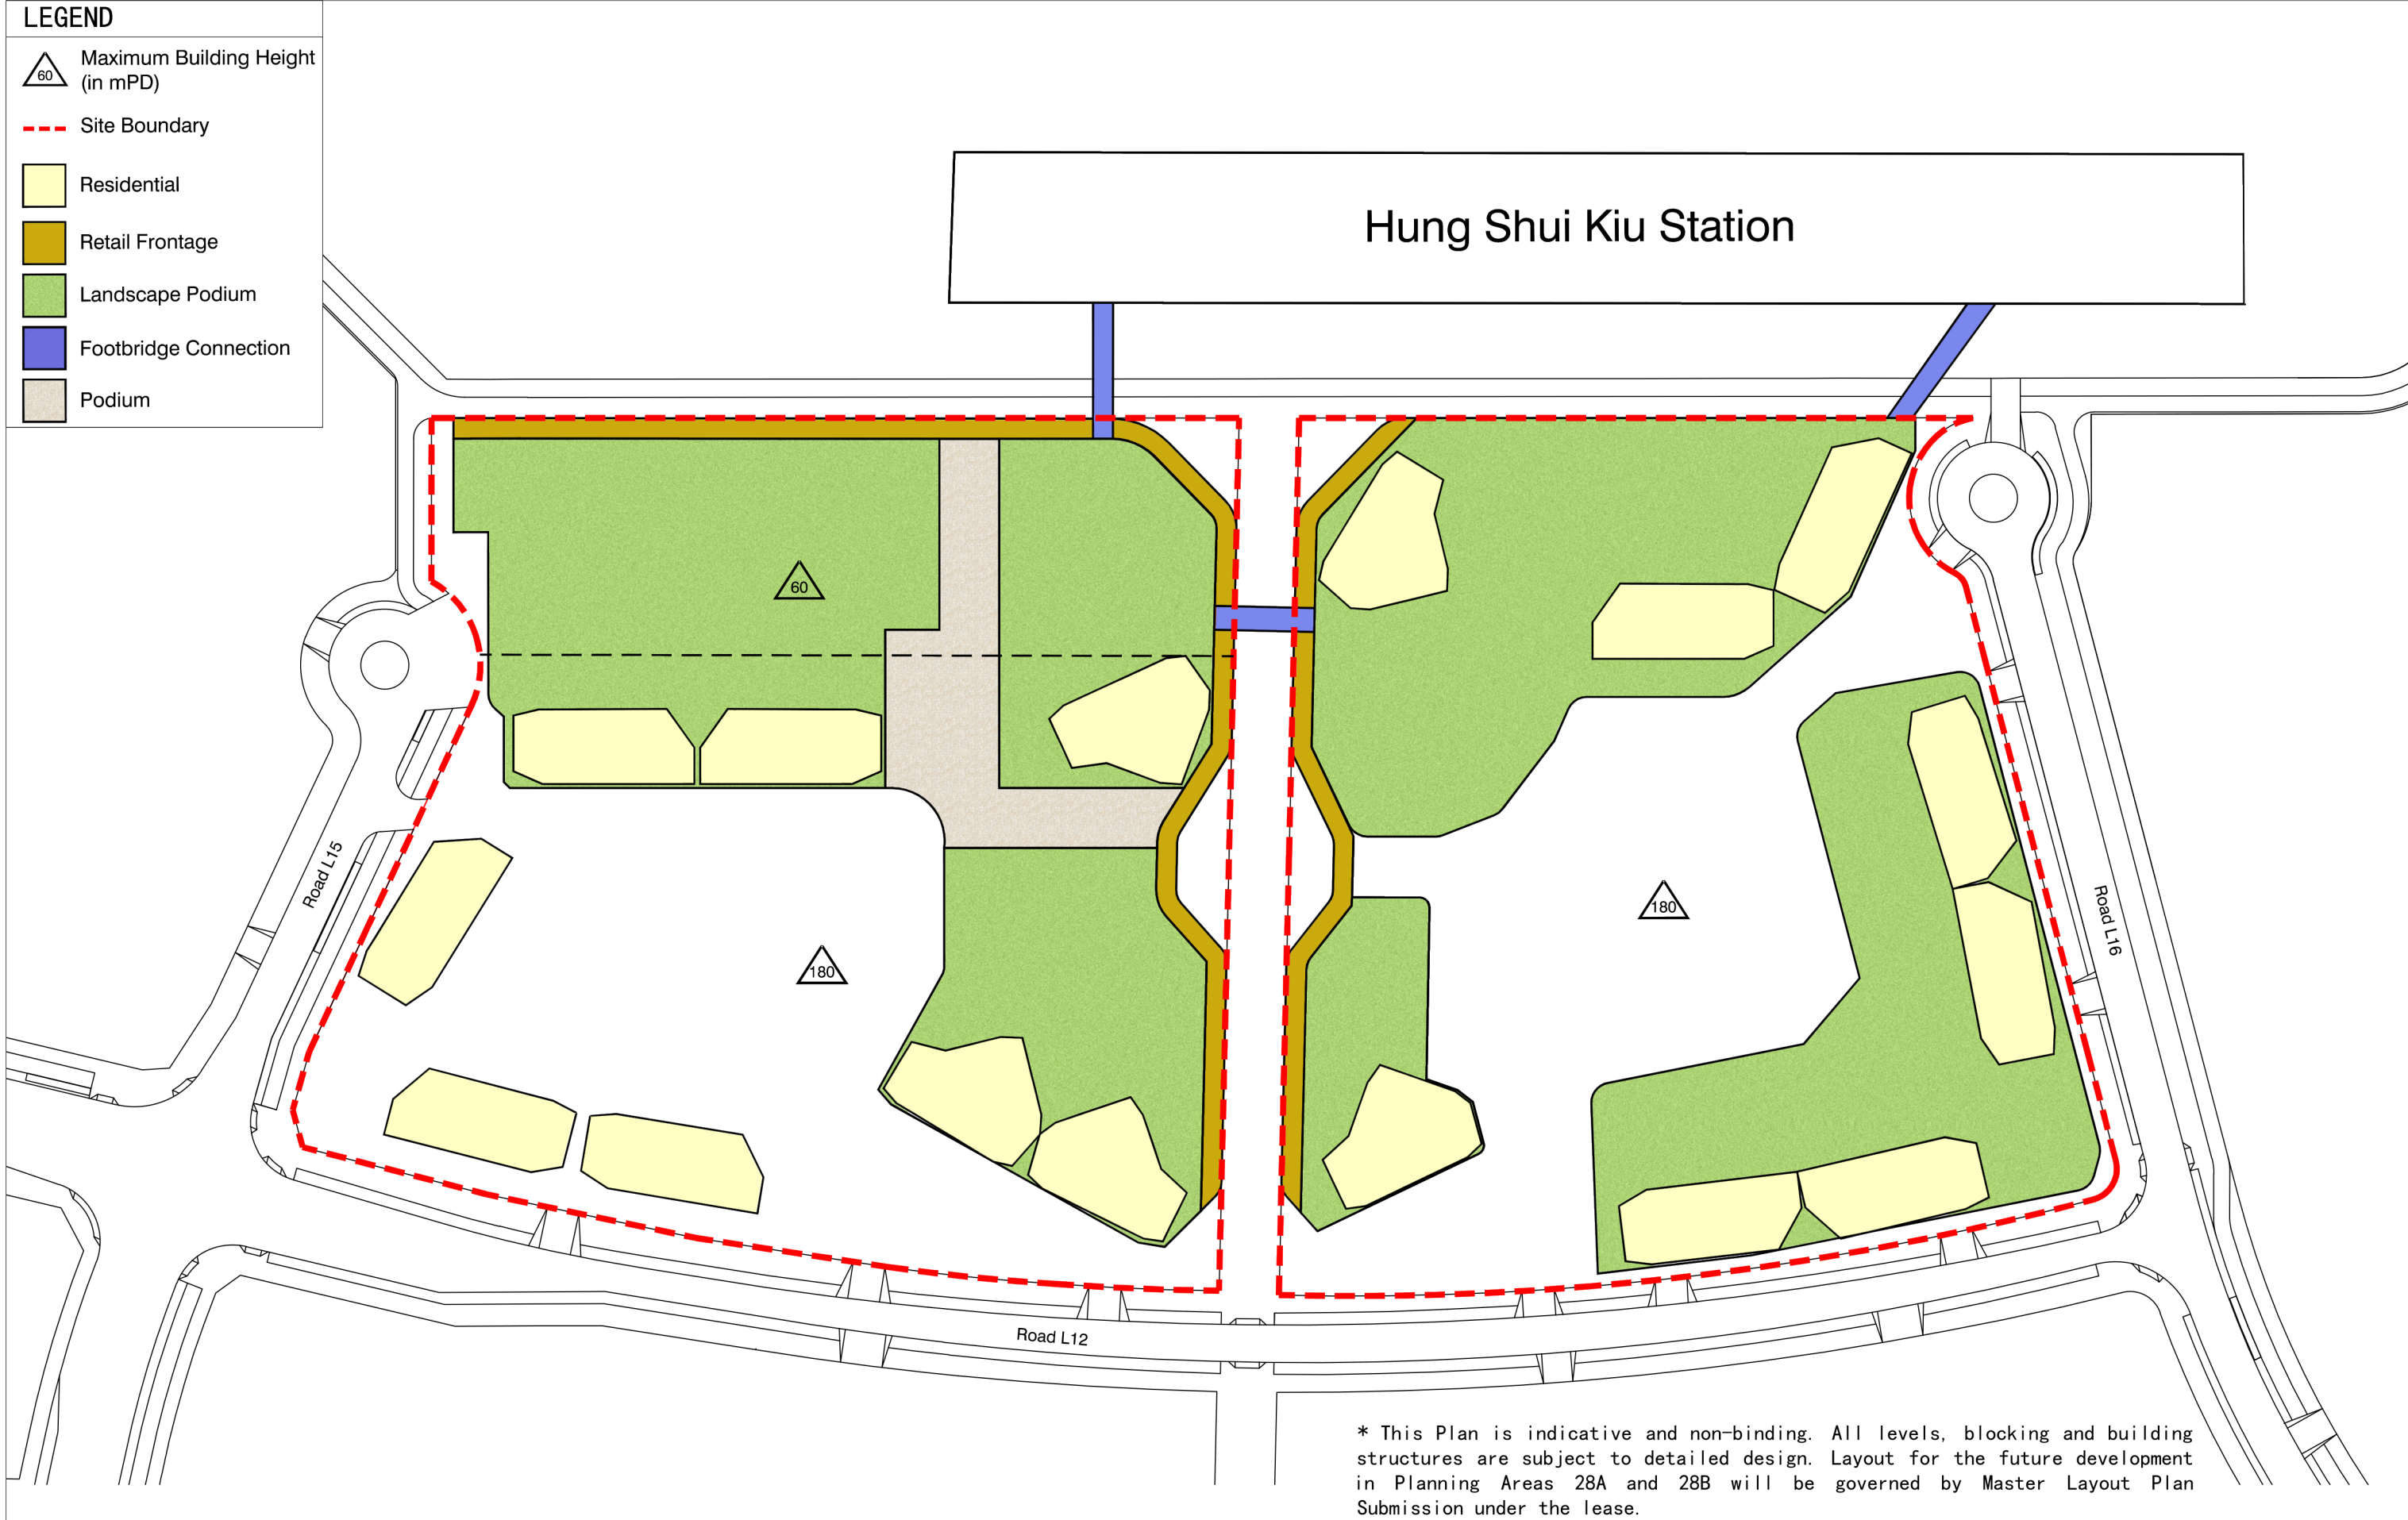 LEGEND
60
Maximum Building Height
(in mPD)
Site Boundary
Residential
Retail Frontage
Landscape Podium
Footbridge Connection
Podium
Hung Shui Kiu Station
60
180
180
Road L15
Road L16
Road L12
* This Plan is indicative and non-binding. All levels, blocking and building
structures are subject to detailed design. Layout for the future development
in Planning Areas 28A and 28B will be governed by Master Layout Plan
Submission under the lease.